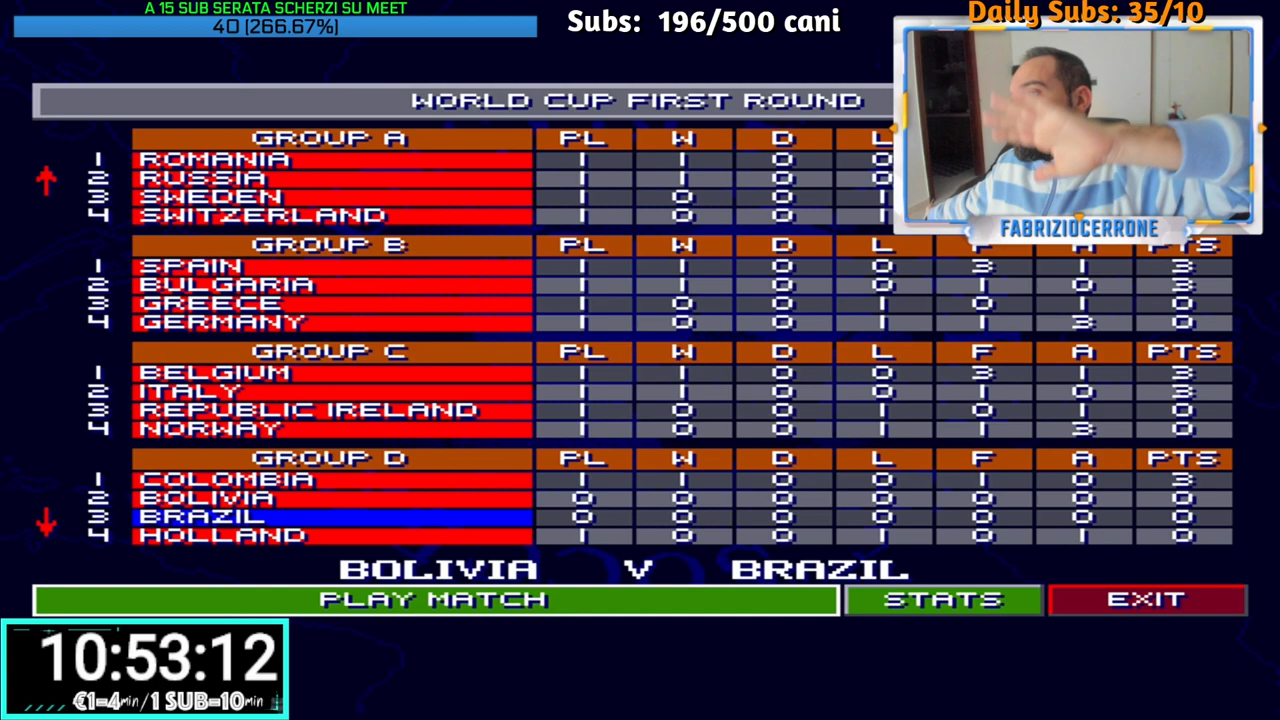 A 15 SUB SERATA SCHERZI SU MEET
40 (266.67%)
Subs: 196/500 cani
Daily Subs: 35/10
WORLD CUP FIRST ROUND
GROUP A PL W D L
1 ROMANIA 1 1 0 0
2 RUSSIA 1 1 0 0
3 SWEDEN 1 0 0 1
4 SWITZERLAND 1 0 0 1
FABRIZIOCERRONE
GROUP B PL W D L F A PTS
1 SPAIN 1 1 0 0 3 1 3
2 BULGARIA 1 1 0 0 1 0 3
3 GREECE 1 0 0 1 0 1 0
4 GERMANY 1 0 0 1 1 3 0
GROUP C PL W D L F A PTS
1 BELGIUM 1 1 0 0 3 1 3
2 ITALY 1 1 0 0 1 0 3
3 REPUBLIC IRELAND 1 0 0 1 0 1 0
4 NORWAY 1 0 0 1 1 3 0
GROUP D PL W D L F A PTS
1 COLOMBIA 1 1 0 0 1 0 3
2 BOLIVIA 0 0 0 0 0 0 0
3 BRAZIL 0 0 0 0 0 0 0
4 HOLLAND 1 0 0 1 0 1 0
BOLIVIA V BRAZIL
PLAY MATCH STATS EXIT
10:53:12
€1=4min/1 SUB=10min